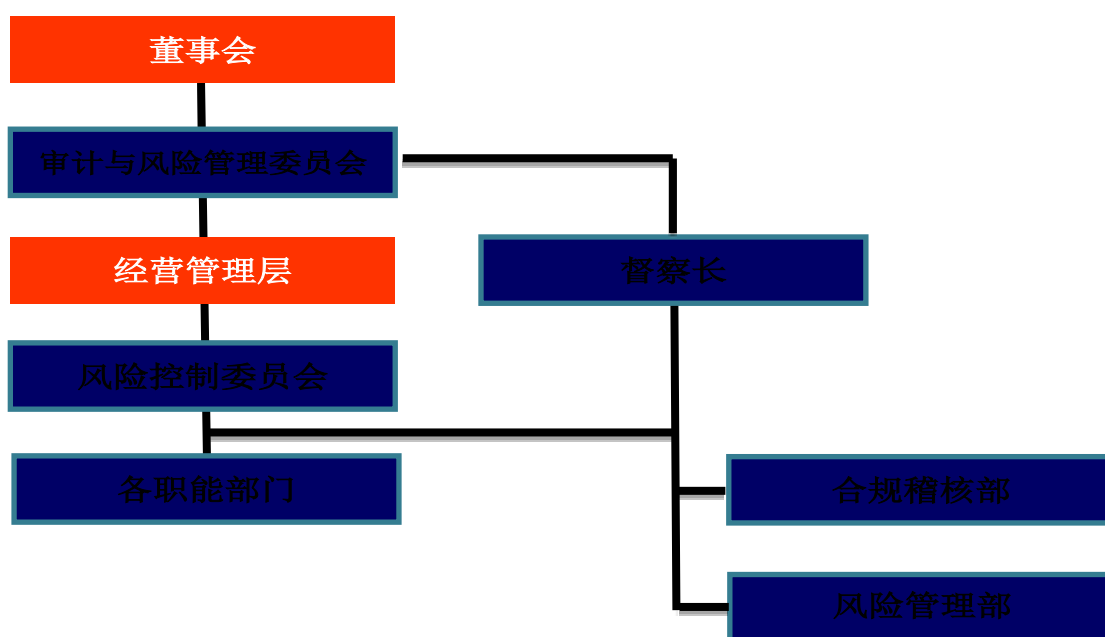 董事会
审计与风险管理委员会
经营管理层
督察长
风险控制委员会
各职能部门
合规稽核部
风险管理部